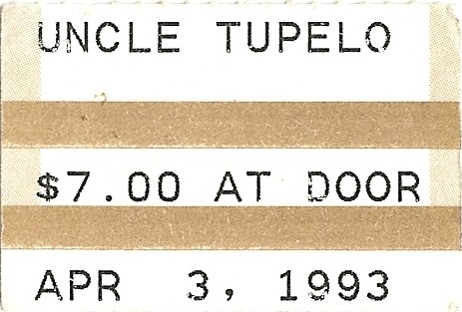 UNCLE TUPELO
$7.00 AT DOOR
APR 3, 1993